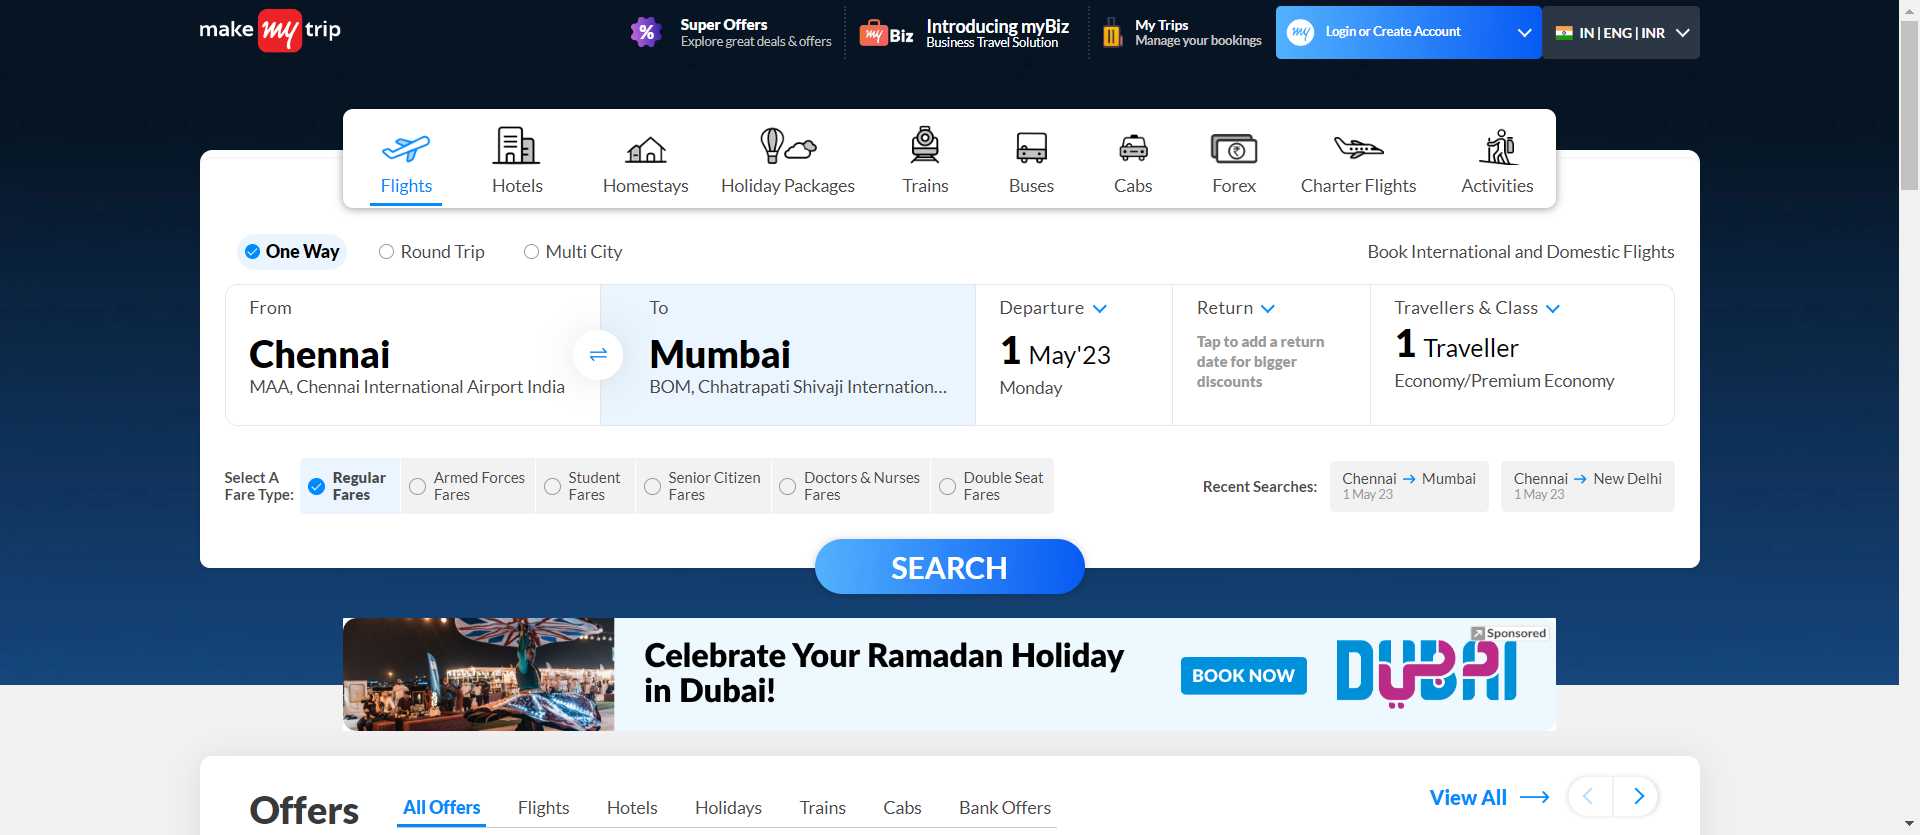 make my trip
%
Super Offers
Explore great deals & offers
my Biz
Introducing myBiz
Business Travel Solution
My Trips
Manage your bookings
my
Login or Create Account
IN | ENG | INR
Flights
Hotels
Homestays
Holiday Packages
Trains
Buses
Cabs
Forex
Charter Flights
Activities
One Way
Round Trip
Multi City
Book International and Domestic Flights
From
Chennai
MAA, Chennai International Airport India
To
Mumbai
BOM, Chhatrapati Shivaji Internation...
Departure
1 May'23
Monday
Return
Tap to add a return
date for bigger
discounts
Travellers & Class
1 Traveller
Economy/Premium Economy
Select A
Fare Type:
Regular
Fares
Armed Forces
Fares
Student
Fares
Senior Citizen
Fares
Doctors & Nurses
Fares
Double Seat
Fares
Recent Searches:
Chennai → Mumbai
1 May 23
Chennai → New Delhi
1 May 23
SEARCH
Celebrate Your Ramadan Holiday
in Dubai!
BOOK NOW
Sponsored
DUBAI
Offers
All Offers
Flights
Hotels
Holidays
Trains
Cabs
Bank Offers
View All